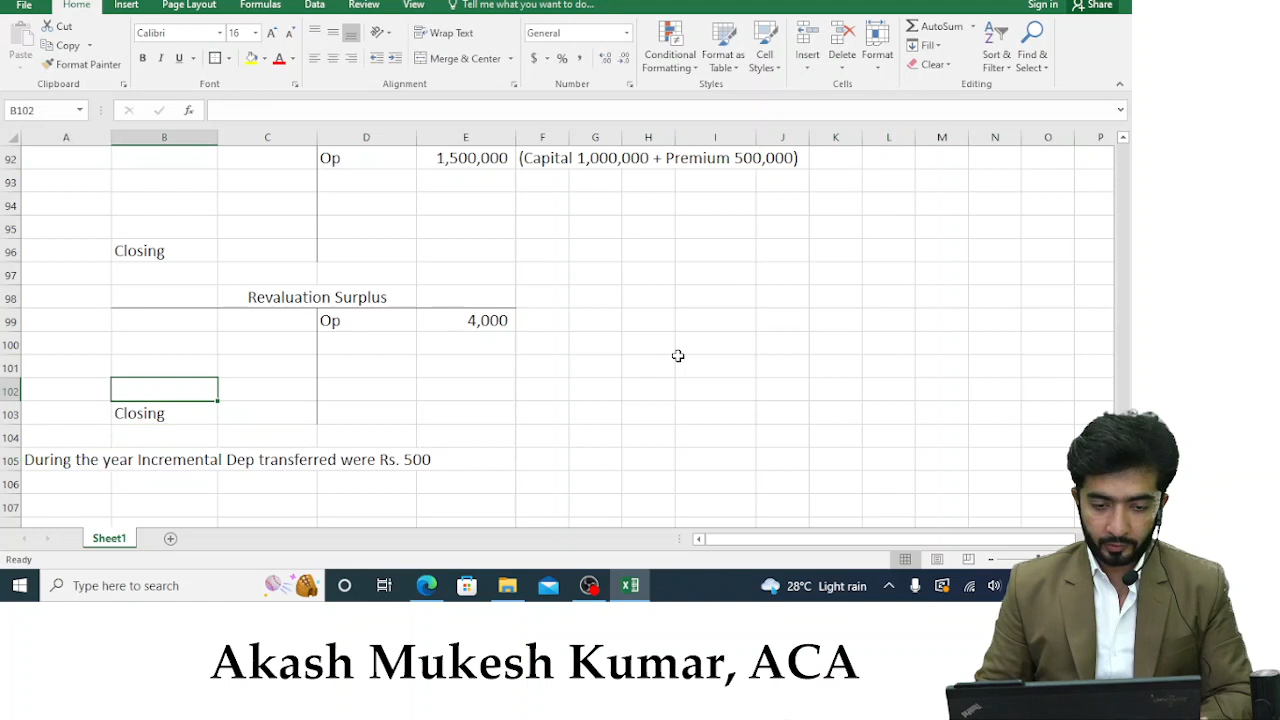 File Home Insert Page Layout Formulas Data Review View Tell me what you want to do... Sign in Share
Cut
Copy
Format Painter
Paste
Calibri 16
B I U A
Wrap Text
Merge & Center
General
$ % ,
Conditional Formatting
Format as Table
Cell Styles
Insert Delete Format
AutoSum
Fill
Clear
Sort & Filter
Find & Select
Clipboard Font Alignment Number Styles Cells Editing
B102 fx
A B C D E F G H I J K L M N O P
92 Op 1,500,000 (Capital 1,000,000 + Premium 500,000)
93
94
95
96 Closing
97
98 Revaluation Surplus
99 Op 4,000
100
101
102
103 Closing
104
105 During the year Incremental Dep transferred were Rs. 500
106
107
Sheet1
Ready
Type here to search 28°C Light rain
Akash Mukesh Kumar, ACA